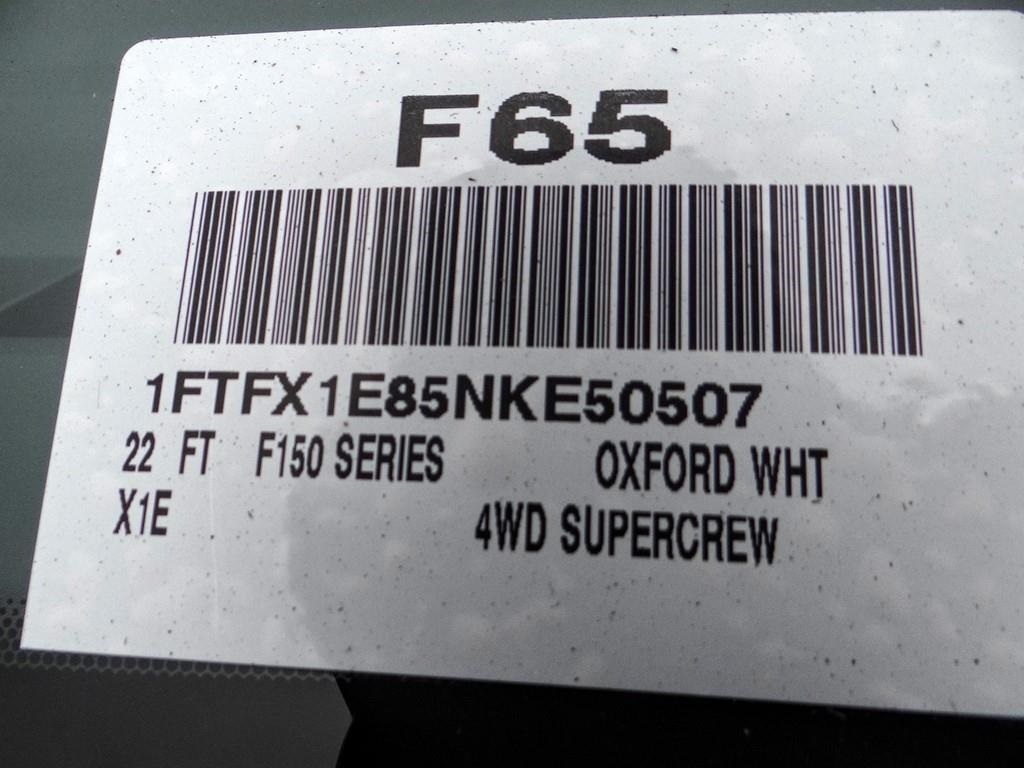 F65
1FTFX1E85NKE50507
22 FT F150 SERIES OXFORD WHT
X1E 4WD SUPERCREW